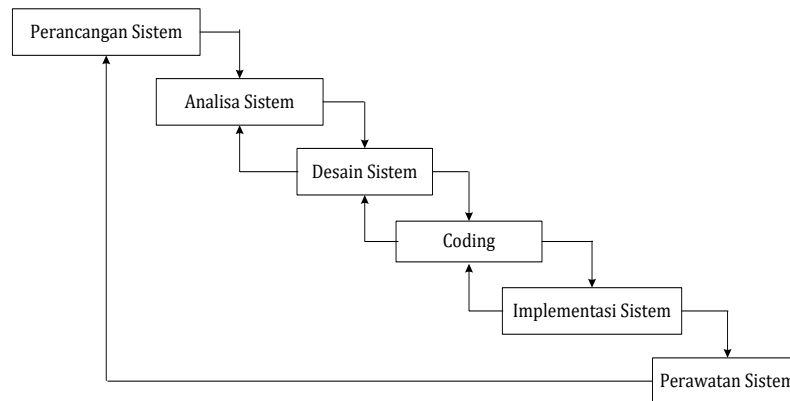 Perancangan Sistem
Analisa Sistem
Desain Sistem
Coding
Implementasi Sistem
Perawatan Sistem